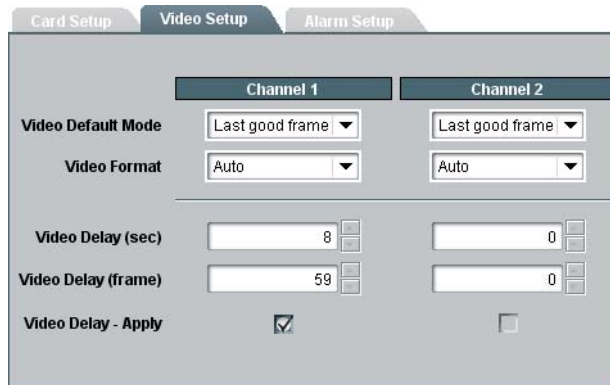 Card Setup Video Setup Alarm Setup
Channel 1 Channel 2
Video Default Mode Last good frame Last good frame
Video Format Auto Auto
Video Delay (sec) 8 0
Video Delay (frame) 59 0
Video Delay - Apply